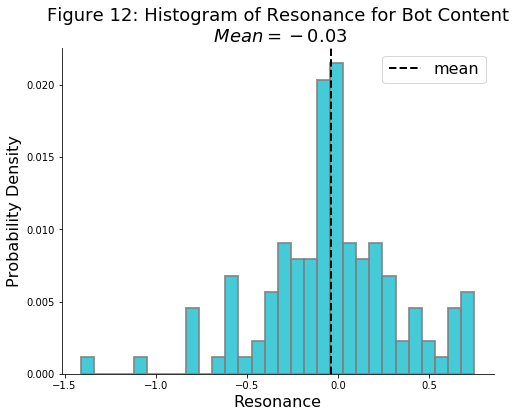 Figure 12: Histogram of Resonance for Bot Content
Mean = −0.03
mean
0.020
0.015
0.010
0.005
0.000
Probability Density
−1.5 −1.0 −0.5 0.0 0.5
Resonance